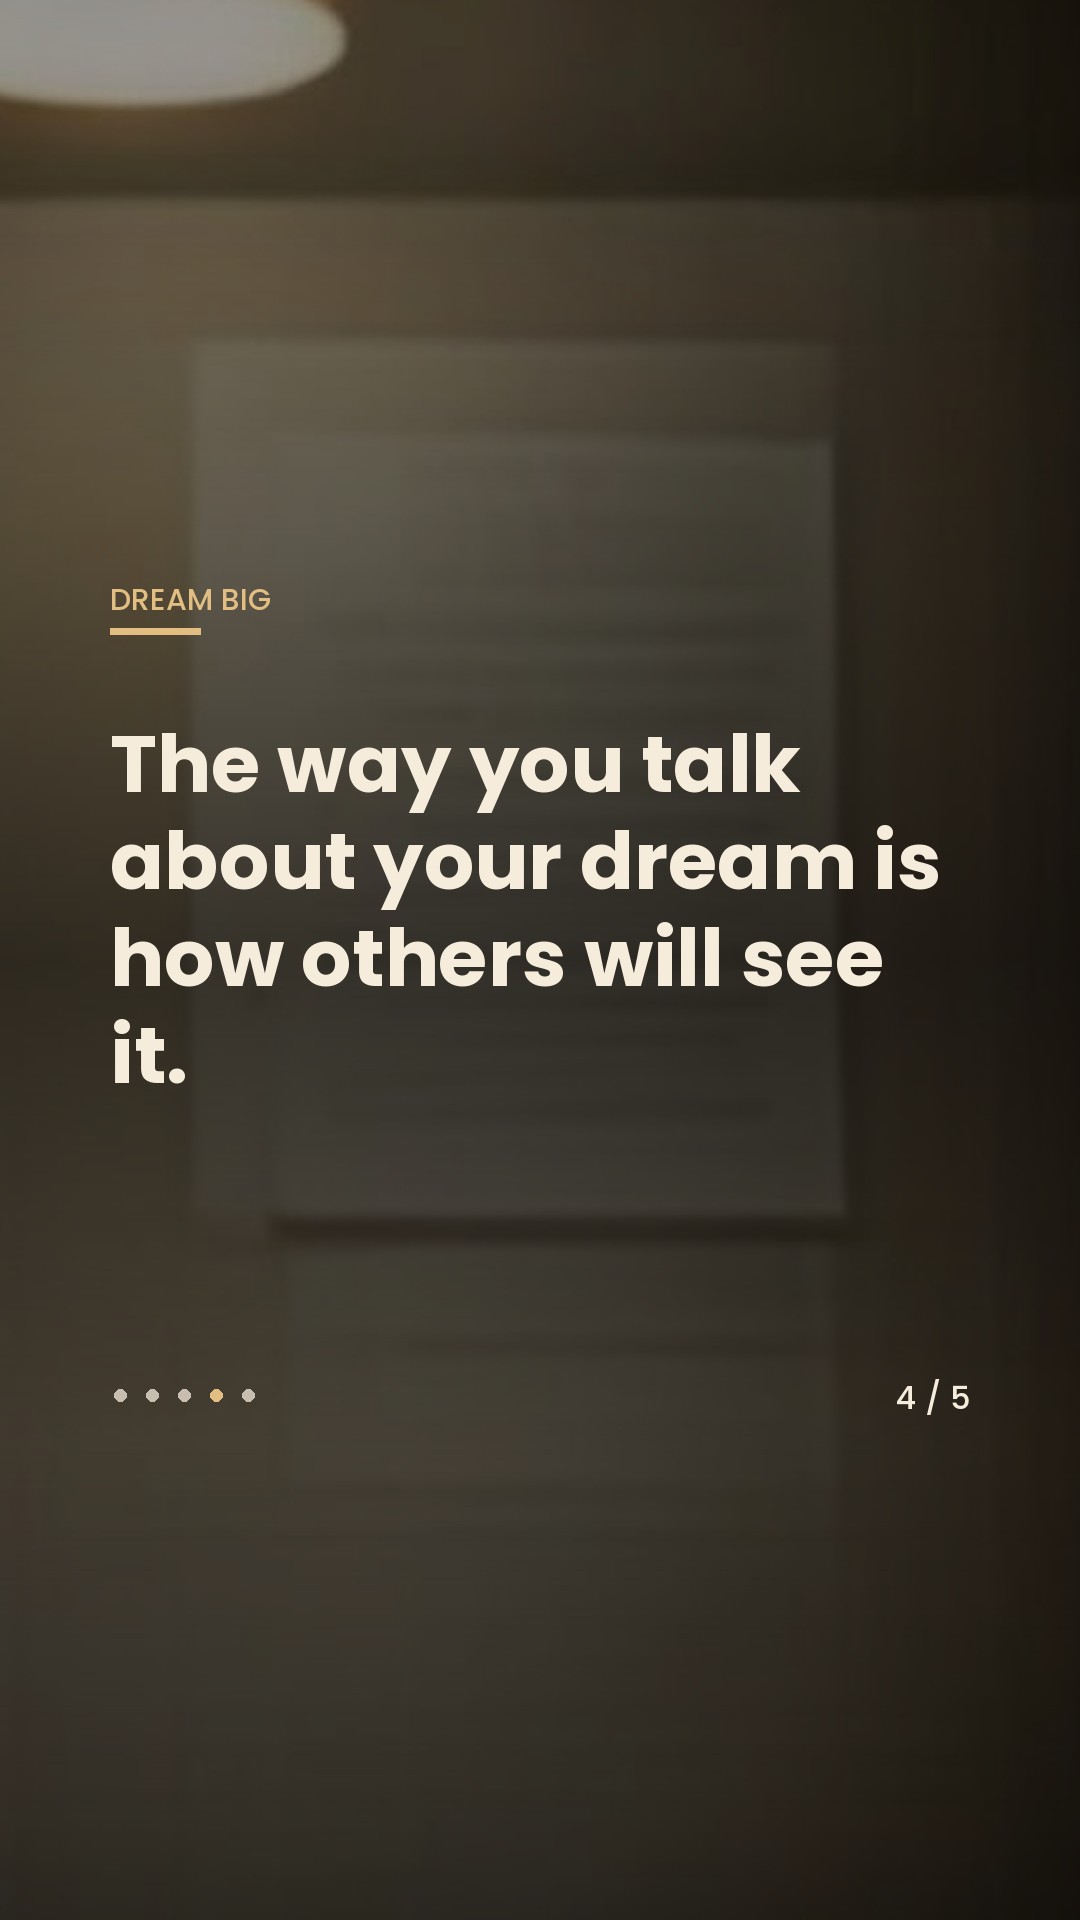 DREAM BIG
The way you talk
about your dream is
how others will see
it.
4 / 5